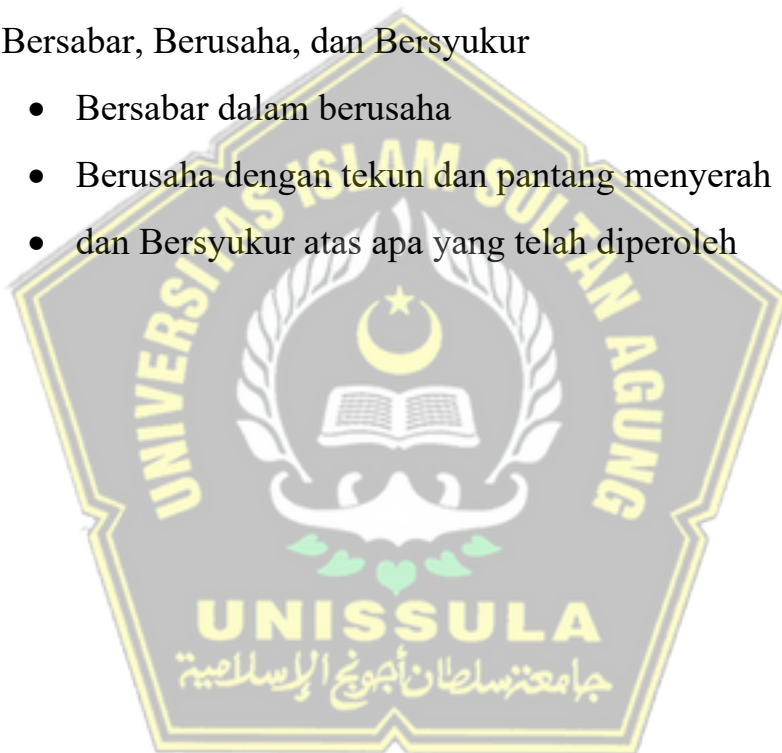 Bersabar, Berusaha, dan Bersyukur
• Bersabar dalam berusaha
• Berusaha dengan tekun dan pantang menyerah
• dan Bersyukur atas apa yang telah diperoleh
UNIVERSITAS ISLAM SULTAN AGUNG
UNISSULA
جامعة سلطان أجونج الإسلامية